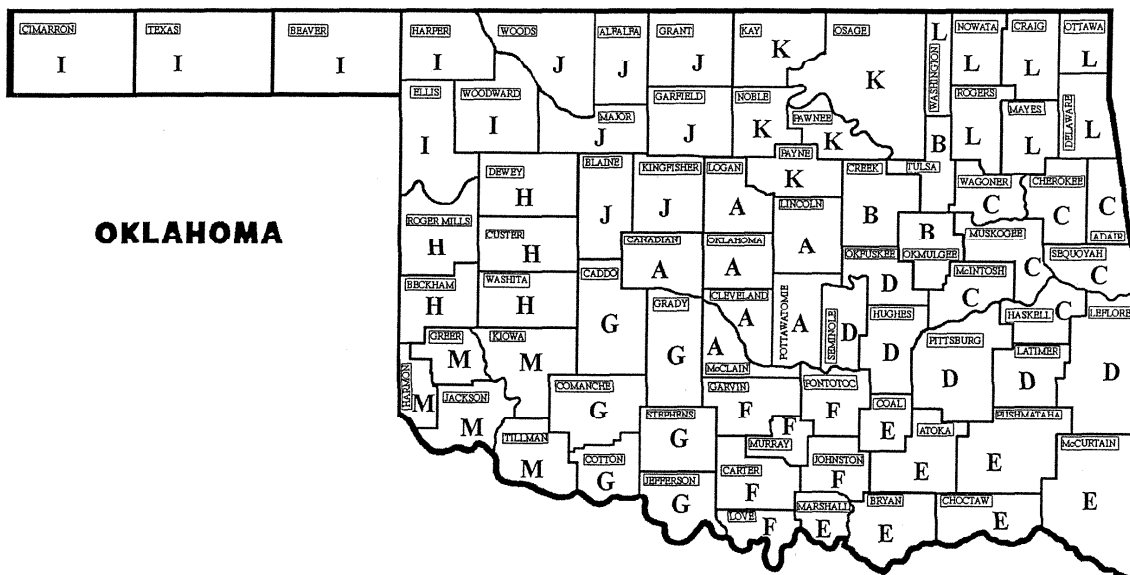 CIMARRON TEXAS BEAVER HARPER WOODS ALFALFA GRANT KAY OSAGE WASHINGTON NOWATA CRAIG OTTAWA
I I I I J J J K K L L L L
ELLIS WOODWARD MAJOR GARFIELD NOBLE PAWNEE ROGERS MAYES DELAWARE
I I J J K K L L L
DEWEY BLAINE KINGFISHER LOGAN PAYNE CREEK TULSA WAGONER CHEROKEE ADAIR
H J J A K B B C C C
OKLAHOMA
ROGER MILLS CUSTER CANADIAN OKLAHOMA LINCOLN OKFUSKEE OKMULGEE MUSKOGEE SEQUOYAH
H H A A A D B C C
BECKHAM WASHITA CADDO GRADY CLEVELAND POTTAWATOMIE SEMINOLE HUGHES McINTOSH HASKELL LEFLORE
H H G G A A D D C C D
GREER KIOWA McCLAIN PITTSBURG LATIMER
M M A D D
HARMON JACKSON COMANCHE GARVIN PONTOTOC COAL PUSHMATAHA
M M G F F E E
TILLMAN COTTON STEPHENS MURRAY JOHNSTON ATOKA McCURTAIN
M G G F F E E
JEFFERSON CARTER LOVE MARSHALL BRYAN CHOCTAW
G F F E E E